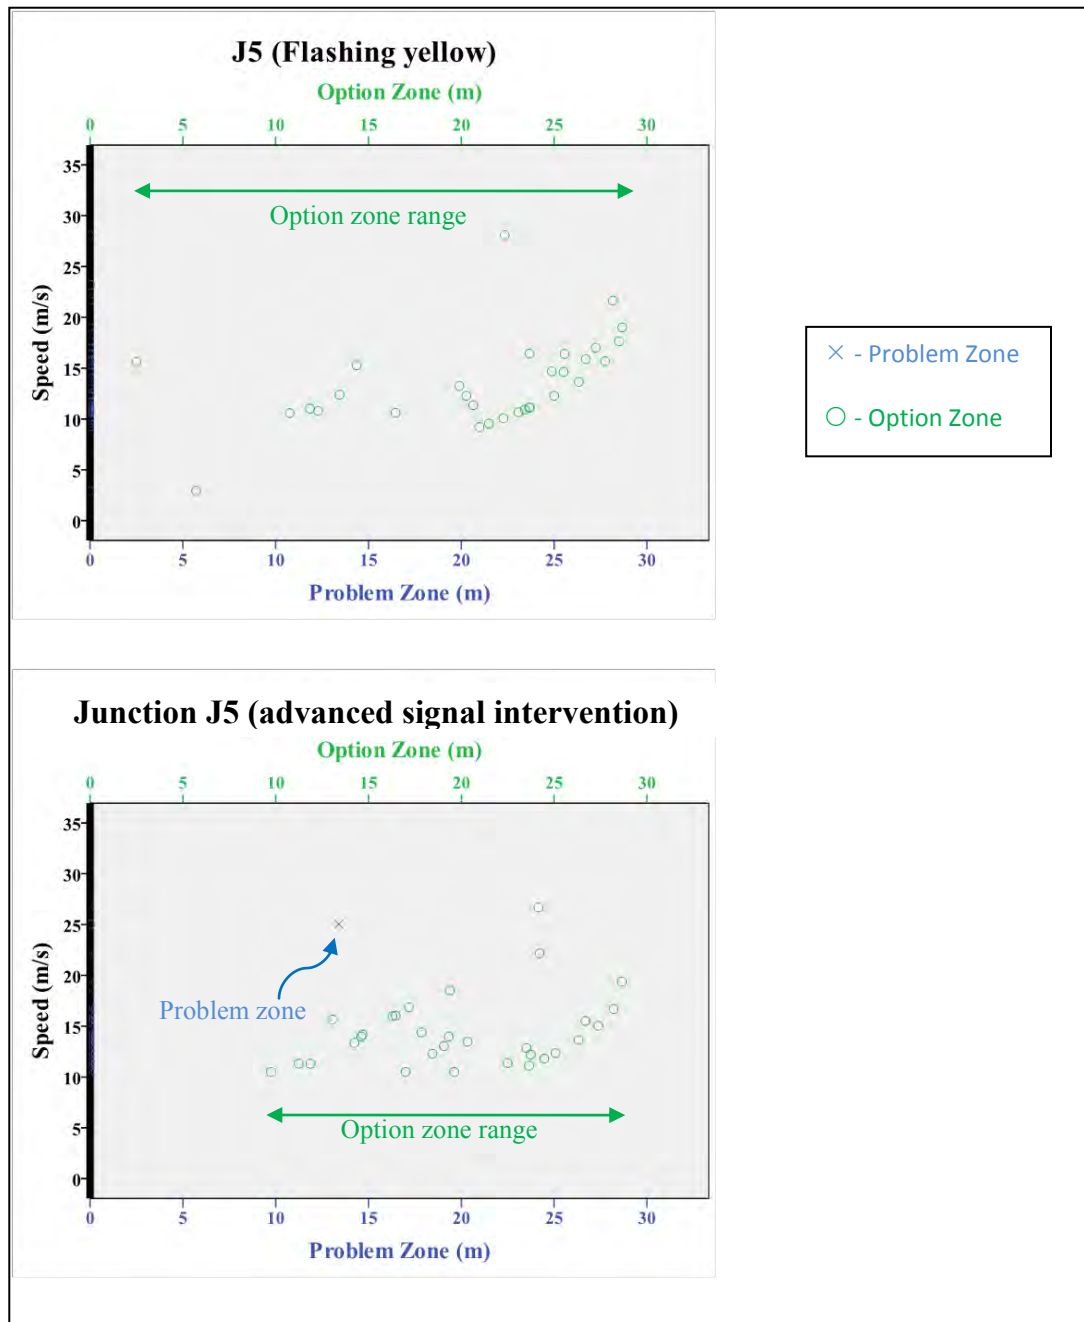 J5 (Flashing yellow)
Option Zone (m)
0 5 10 15 20 25 30
35
Option zone range
30
25
20
15
10
5
0
Speed (m/s)
0 5 10 15 20 25 30
Problem Zone (m)
× - Problem Zone
○ - Option Zone
Junction J5 (advanced signal intervention)
Option Zone (m)
0 5 10 15 20 25 30
35
30
25
20
Problem zone
15
10
Option zone range
5
0
Speed (m/s)
0 5 10 15 20 25 30
Problem Zone (m)